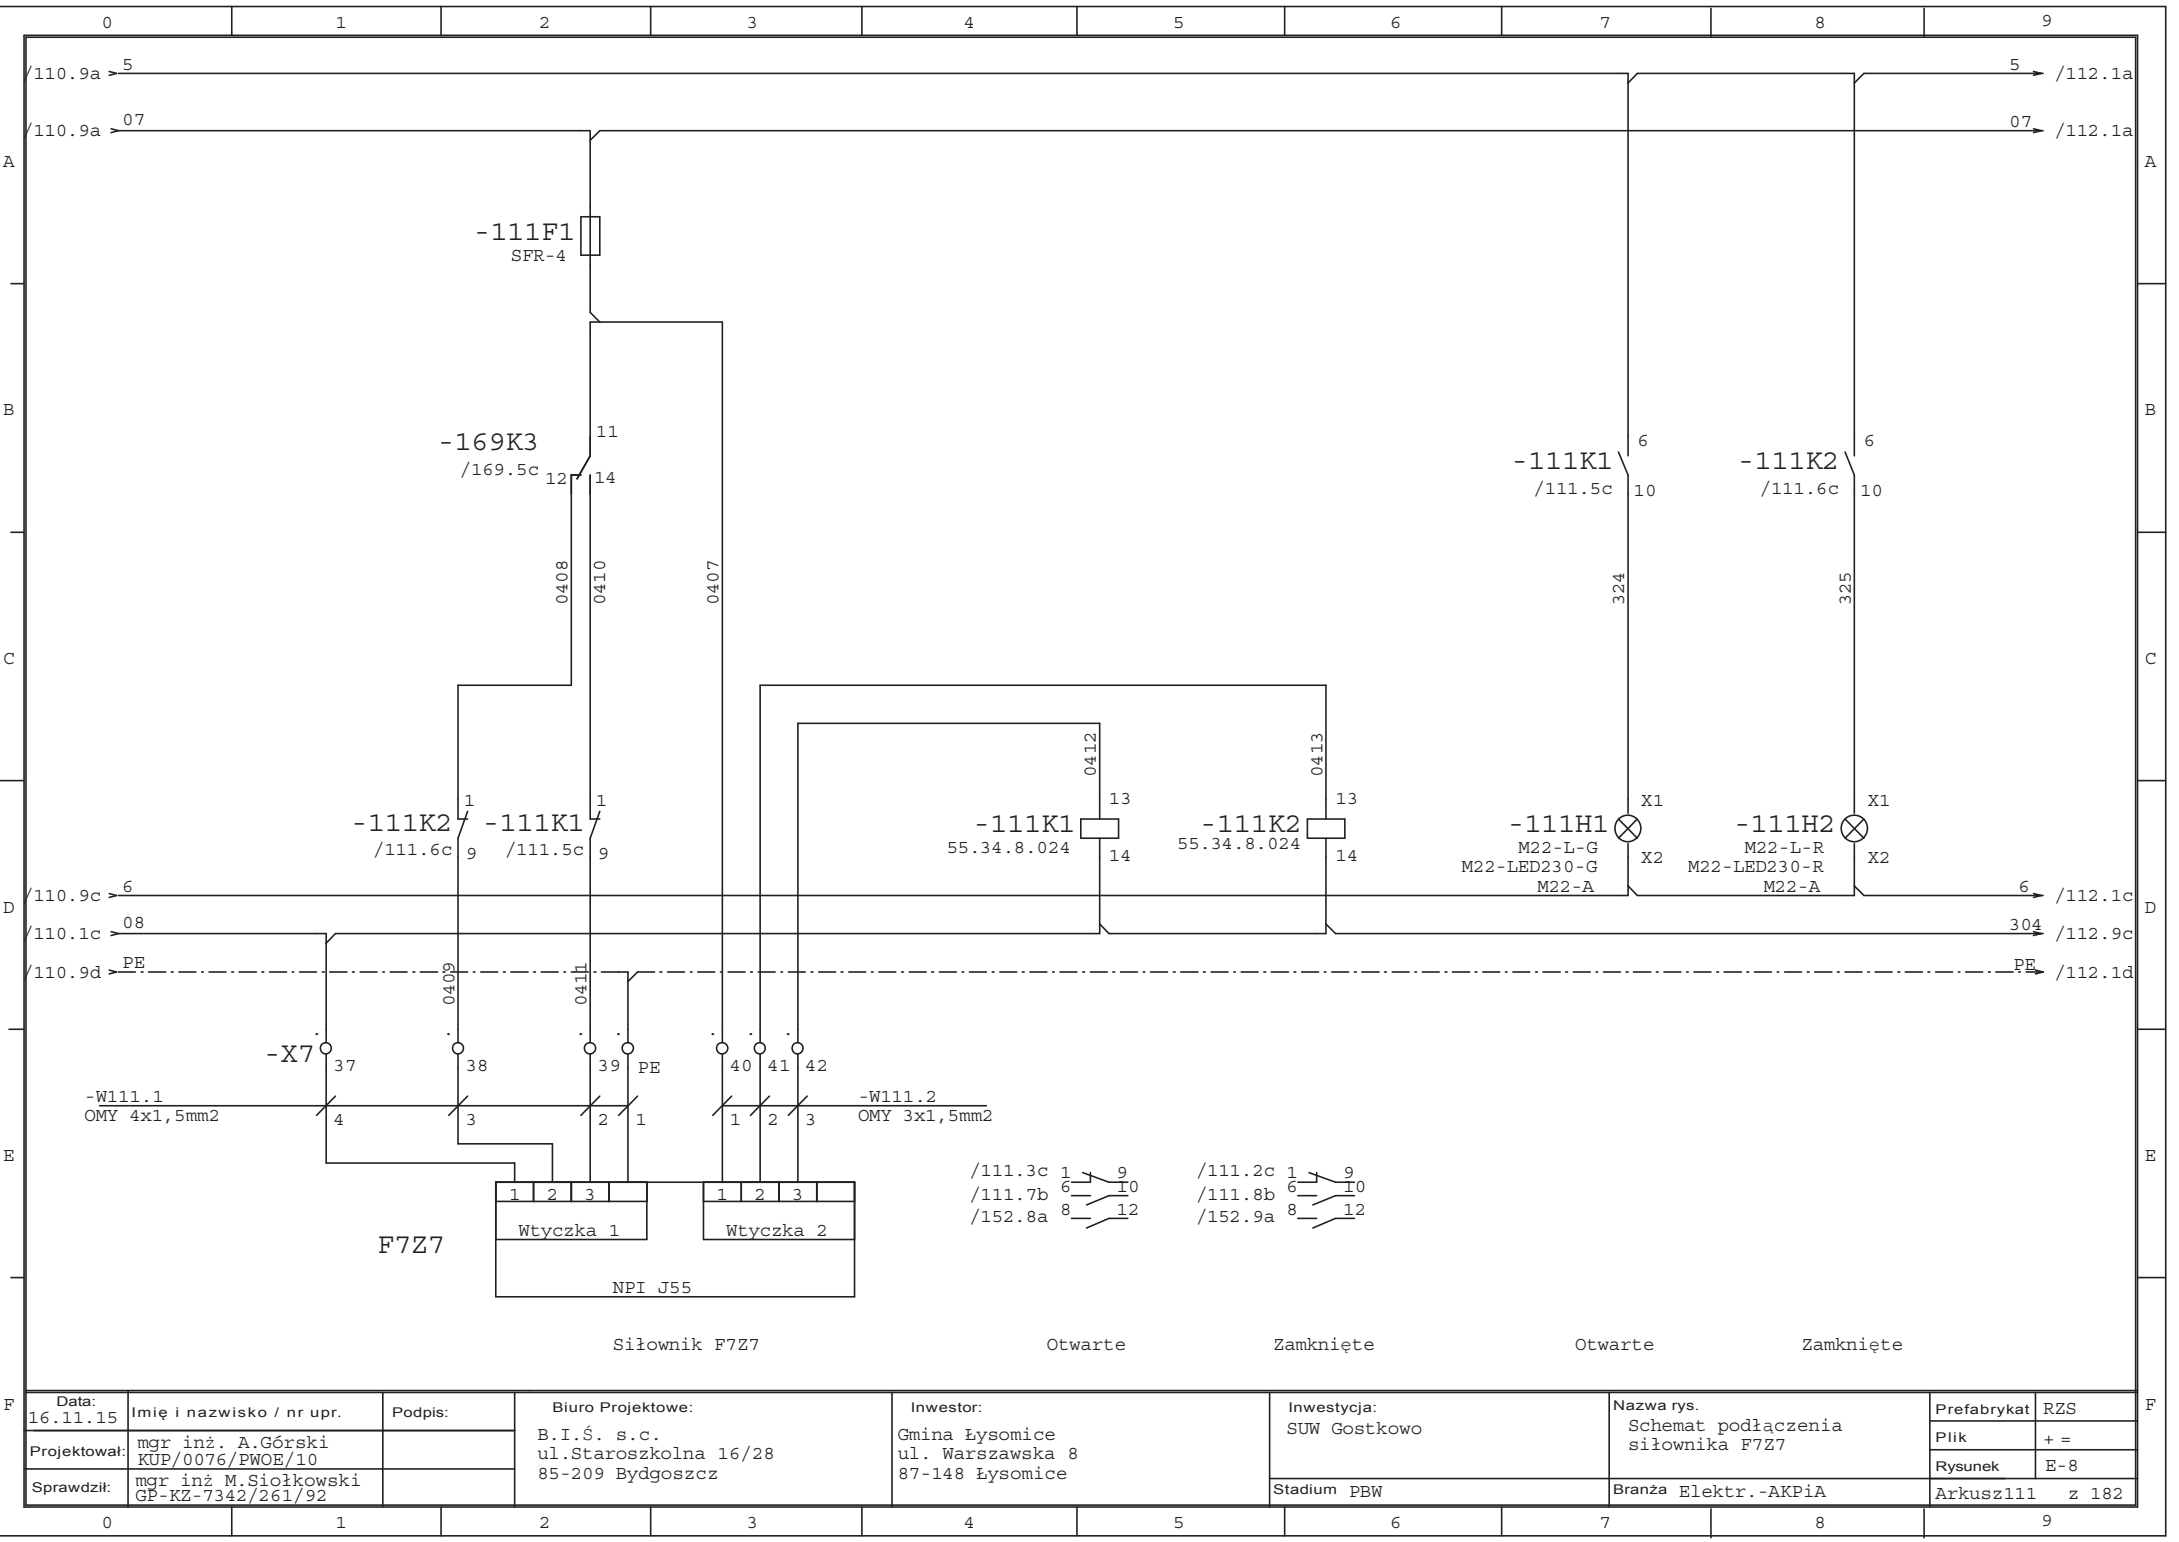 0 1 2 3 4 5 6 7 8 9
/110.9a 5 5 /112.1a
/110.9a 07 07 /112.1a
A A
-111F1
SFR-4
B B
-169K3
/169.5c
11
12 14
-111K1
/111.5c
6
10
-111K2
/111.6c
6
10
0408
0410
0407
324
325
C C
0412
0413
-111K2
/111.6c
1
9
-111K1
/111.5c
1
9
-111K1
55.34.8.024
13
14
-111K2
55.34.8.024
13
14
-111H1
M22-L-G
M22-LED230-G
M22-A
X1
X2
-111H2
M22-L-R
M22-LED230-R
M22-A
X1
X2
/110.9c 6 6 /112.1c
D D
/110.1c 08 304 /112.9c
/110.9d PE PE /112.1d
0409
0411
-X7
37 38 39 PE 40 41 42
-W111.1
OMY 4x1,5mm2
4 3 2 1
1 2 3
-W111.2
OMY 3x1,5mm2
E E
1 2 3
Wtyczka 1
1 2 3
Wtyczka 2
F7Z7
NPI J55
/111.3c 1 9
/111.7b 6 10
/152.8a 8 12
/111.2c 1 9
/111.8b 6 10
/152.9a 8 12
Siłownik F7Z7 Otwarte Zamknięte Otwarte Zamknięte
F F
Data:
16.11.15
Imię i nazwisko / nr upr.
Podpis:
Projektował:
mgr inż. A.Górski
KUP/0076/PWOE/10
Sprawdził:
mgr inż M.Siołkowski
GP-KZ-7342/261/92
Biuro Projektowe:
B.I.Ś. s.c.
ul.Staroszkolna 16/28
85-209 Bydgoszcz
Inwestor:
Gmina Łysomice
ul. Warszawska 8
87-148 Łysomice
Inwestycja:
SUW Gostkowo
Stadium PBW
Nazwa rys.
Schemat podłączenia
siłownika F7Z7
Branża Elektr.-AKPiA
Prefabrykat RZS
Plik + =
Rysunek E-8
Arkusz111 z 182
0 1 2 3 4 5 6 7 8 9